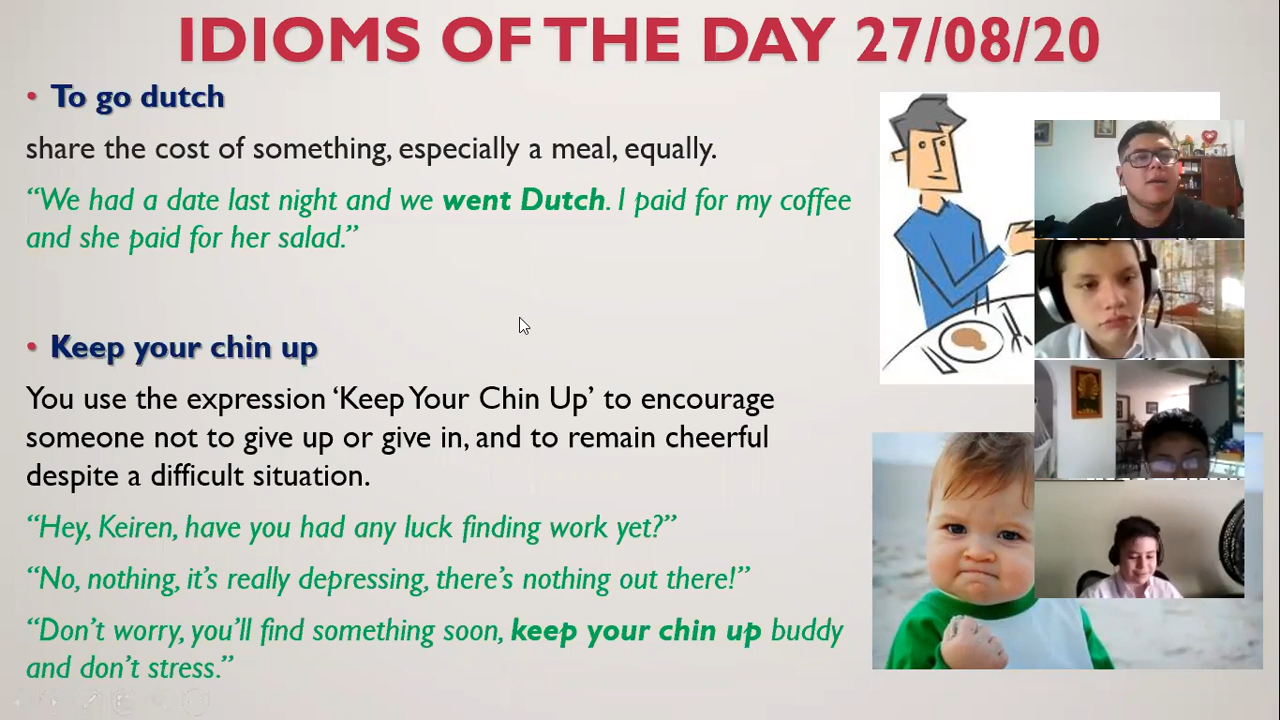 IDIOMS OF THE DAY 27/08/20
• To go dutch
share the cost of something, especially a meal, equally.
“We had a date last night and we went Dutch. I paid for my coffee
and she paid for her salad.”
• Keep your chin up
You use the expression ‘Keep Your Chin Up’ to encourage
someone not to give up or give in, and to remain cheerful
despite a difficult situation.
“Hey, Keiren, have you had any luck finding work yet?”
“No, nothing, it’s really depressing, there’s nothing out there!”
“Don’t worry, you’ll find something soon, keep your chin up buddy
and don’t stress.”